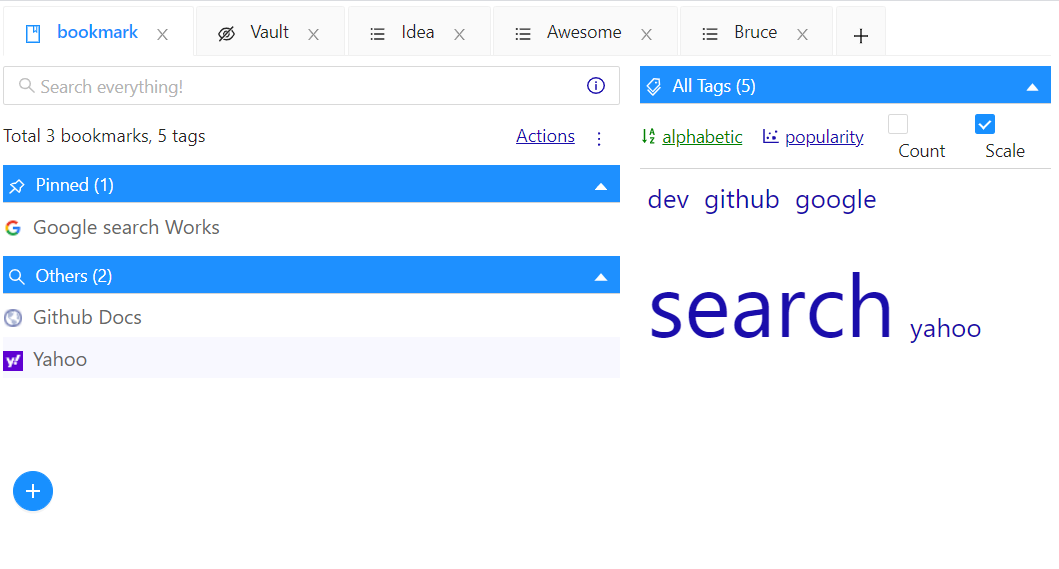 bookmark Vault Idea Awesome Bruce
Search everything!
Total 3 bookmarks, 5 tags Actions
Pinned (1)
Google search Works
Others (2)
Github Docs
Yahoo
All Tags (5)
alphabetic popularity Count Scale
dev github google
search yahoo